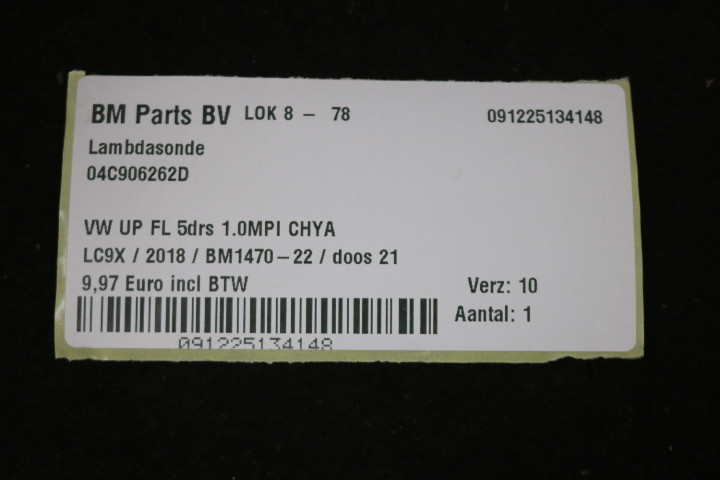 BM Parts BV LOK 8 - 78 091225134148
Lambdasonde
04C906262D
VW UP FL 5drs 1.0MPI CHYA
LC9X / 2018 / BM1470-22 / doos 21
9,97 Euro incl BTW Verz: 10
Aantal: 1
091225134148